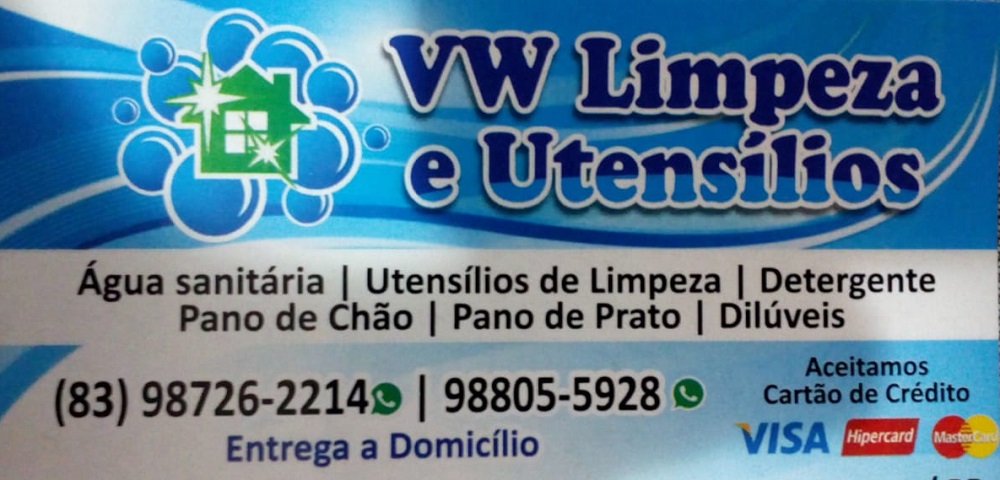 VW Limpeza
e Utensílios
Água sanitária | Utensílios de Limpeza | Detergente
Pano de Chão | Pano de Prato | Dilúveis
(83) 98726-2214 | 98805-5928
Entrega a Domicílio
Aceitamos
Cartão de Crédito
VISA Hipercard MasterCard